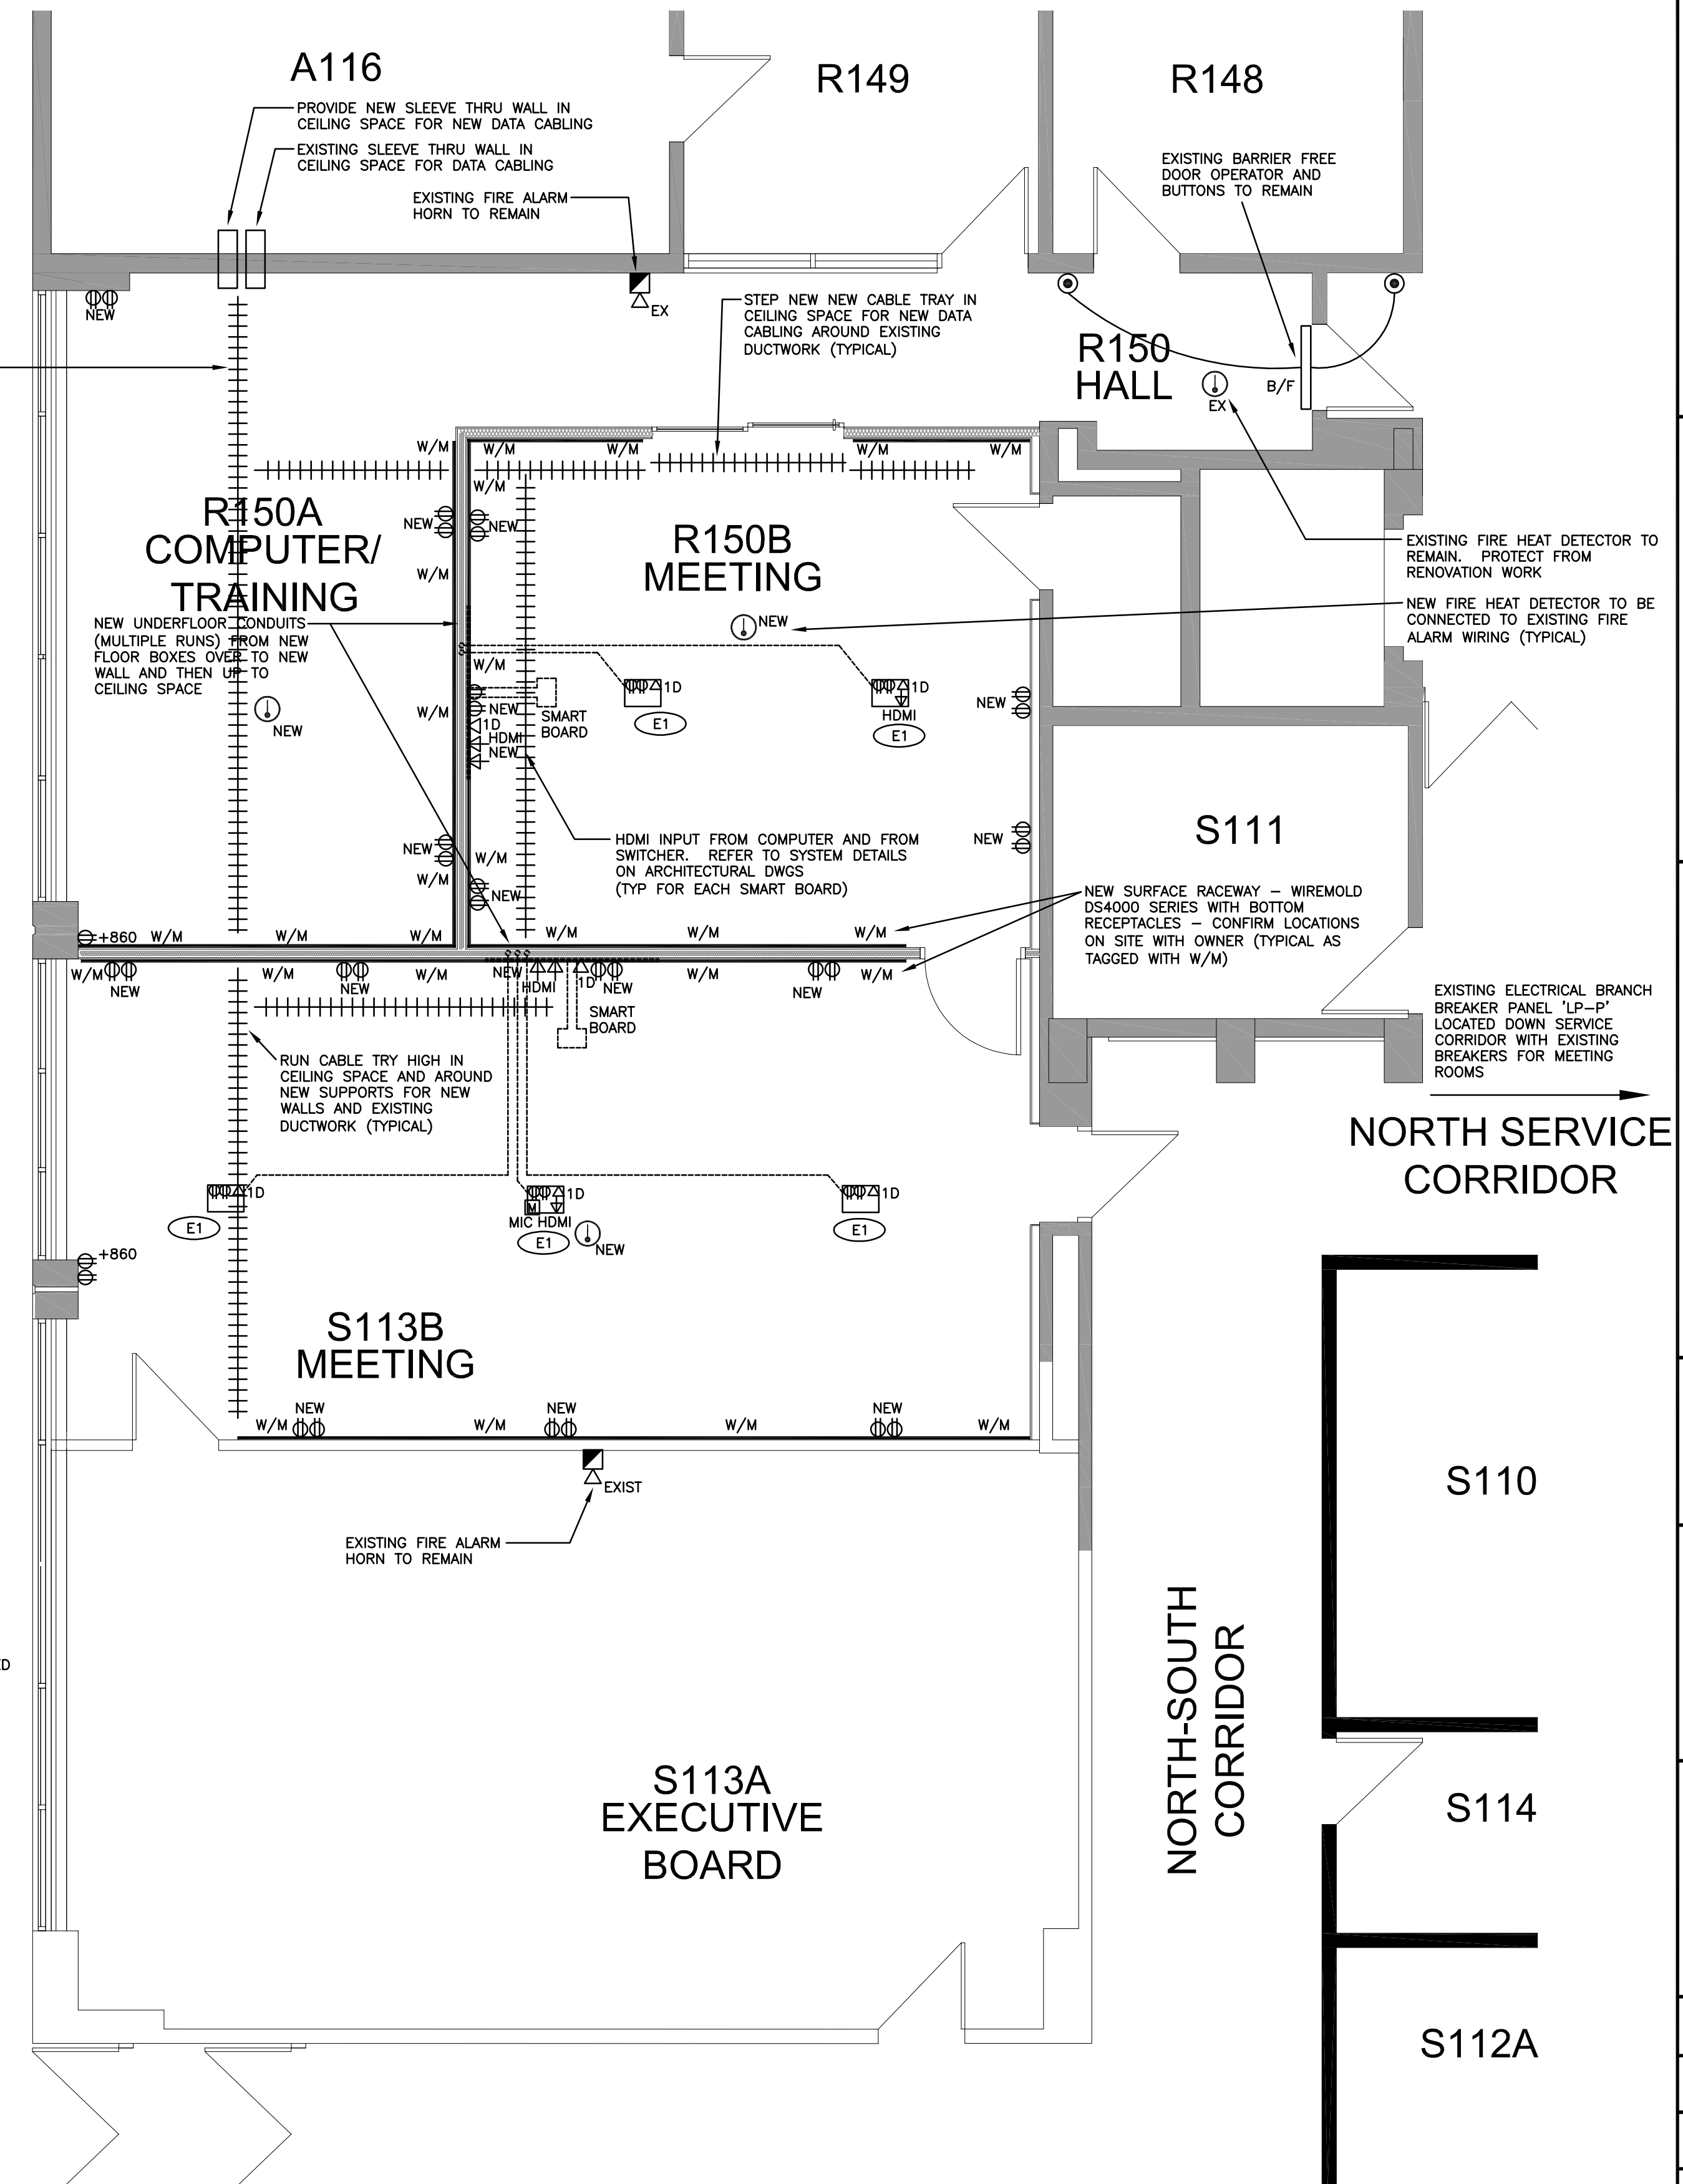 A116
R149
R148
PROVIDE NEW SLEEVE THRU WALL IN
CEILING SPACE FOR NEW DATA CABLING
EXISTING SLEEVE THRU WALL IN
CEILING SPACE FOR DATA CABLING
EXISTING FIRE ALARM
HORN TO REMAIN
EXISTING BARRIER FREE
DOOR OPERATOR AND
BUTTONS TO REMAIN
NEW
EX
STEP NEW NEW CABLE TRAY IN
CEILING SPACE FOR NEW DATA
CABLING AROUND EXISTING
DUCTWORK (TYPICAL)
R150
HALL
B/F
EX
W/M
W/M
W/M
W/M
W/M
W/M
R150A
COMPUTER/
TRAINING
NEW
NEW
R150B
MEETING
W/M
EXISTING FIRE HEAT DETECTOR TO
REMAIN. PROTECT FROM
RENOVATION WORK
NEW FIRE HEAT DETECTOR TO BE
CONNECTED TO EXISTING FIRE
ALARM WIRING (TYPICAL)
NEW UNDERFLOOR CONDUITS
(MULTIPLE RUNS) FROM NEW
FLOOR BOXES OVER TO NEW
WALL AND THEN UP TO
CEILING SPACE
NEW
W/M
NEW
W/M
NEW
1D
HDMI
NEW
SMART
BOARD
1D
E1
1D
HDMI
E1
NEW
S111
NEW
NEW
W/M
W/M
NEW
HDMI INPUT FROM COMPUTER AND FROM
SWITCHER. REFER TO SYSTEM DETAILS
ON ARCHITECTURAL DWGS
(TYP FOR EACH SMART BOARD)
NEW SURFACE RACEWAY – WIREMOLD
DS4000 SERIES WITH BOTTOM
RECEPTACLES – CONFIRM LOCATIONS
ON SITE WITH OWNER (TYPICAL AS
TAGGED WITH W/M)
+860
W/M
W/M
W/M
W/M
W/M
W/M
W/M
NEW
W/M
NEW
W/M
NEW
HDMI
1D
NEW
W/M
NEW
W/M
SMART
BOARD
EXISTING ELECTRICAL BRANCH
BREAKER PANEL 'LP-P'
LOCATED DOWN SERVICE
CORRIDOR WITH EXISTING
BREAKERS FOR MEETING
ROOMS
RUN CABLE TRY HIGH IN
CEILING SPACE AND AROUND
NEW SUPPORTS FOR NEW
WALLS AND EXISTING
DUCTWORK (TYPICAL)
NORTH SERVICE
CORRIDOR
1D
E1
1D
M
MIC HDMI
E1
NEW
1D
E1
+860
S113B
MEETING
W/M
NEW
W/M
NEW
W/M
NEW
W/M
EXIST
EXISTING FIRE ALARM
HORN TO REMAIN
S110
ED
NORTH-SOUTH
CORRIDOR
S113A
EXECUTIVE
BOARD
S114
S112A